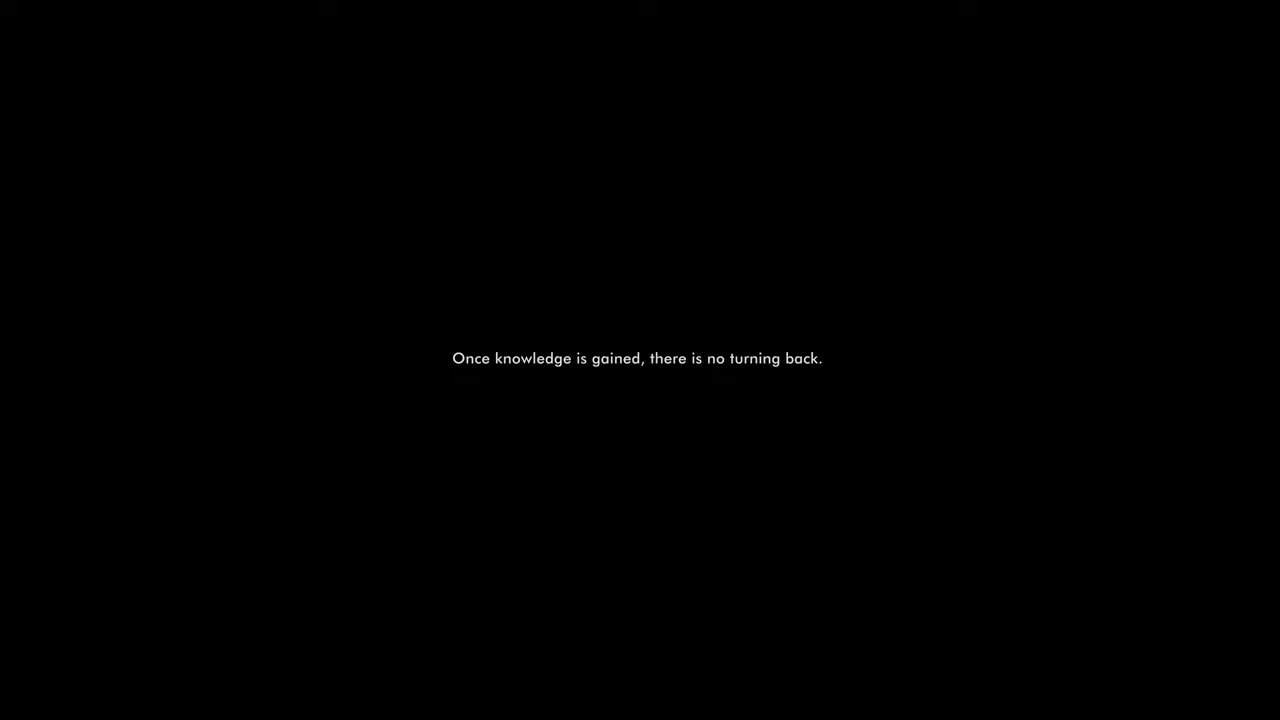 Once knowledge is gained, there is no turning back.